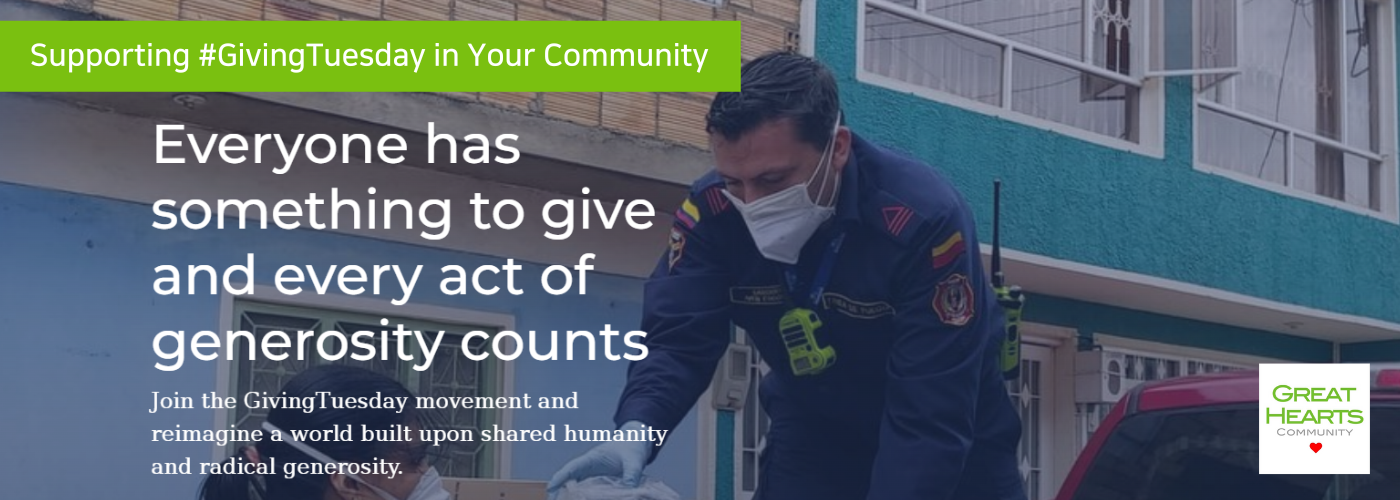 Supporting #GivingTuesday in Your Community
Everyone has
something to give
and every act of
generosity counts
Join the GivingTuesday movement and
reimagine a world built upon shared humanity
and radical generosity.
GREAT
HEARTS
COMMUNITY